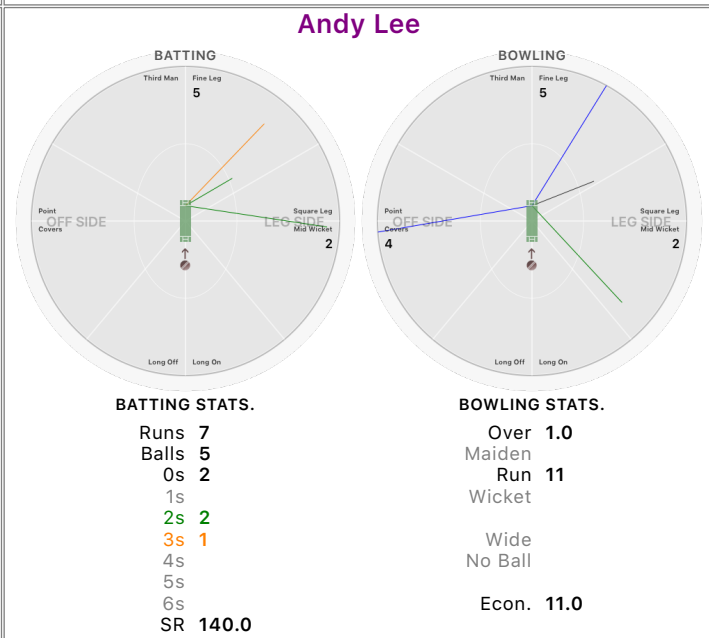 Andy Lee
BATTING
Third Man Fine Leg
5
Point
OFF SIDE
Covers
Square Leg
LEG SIDE
Mid Wicket
2
Long Off Long On
BATTING STATS.
Runs 7
Balls 5
0s 2
1s
2s 2
3s 1
4s
5s
6s
SR 140.0
BOWLING
Third Man Fine Leg
5
Point
OFF SIDE
Covers
4
Square Leg
LEG SIDE
Mid Wicket
2
Long Off Long On
BOWLING STATS.
Over 1.0
Maiden
Run 11
Wicket
Wide
No Ball
Econ. 11.0